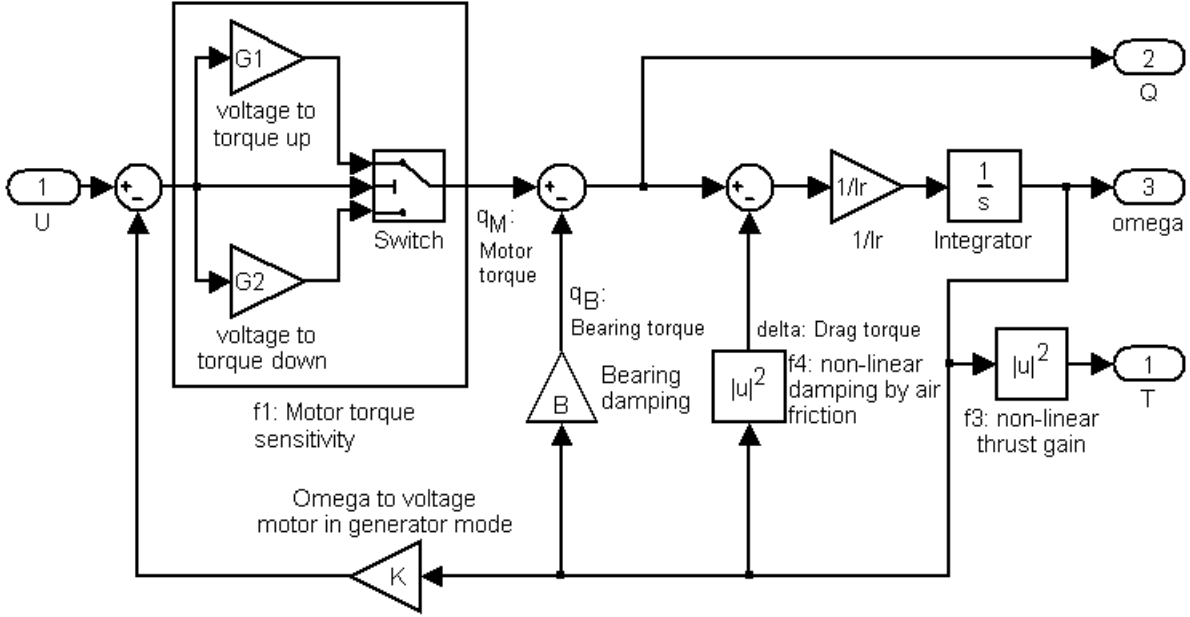 G1
voltage to
torque up
1
U
+
-
G2
voltage to
torque down
Switch
f1: Motor torque
sensitivity
q_M:
Motor
torque
+
-
q_B:
Bearing torque
B
Bearing
damping
+
-
delta: Drag torque
|u|²
f4: non-linear
damping by air
friction
1/Ir
1/Ir
1
s
Integrator
2
Q
3
omega
|u|²
f3: non-linear
thrust gain
1
T
Omega to voltage
motor in generator mode
K